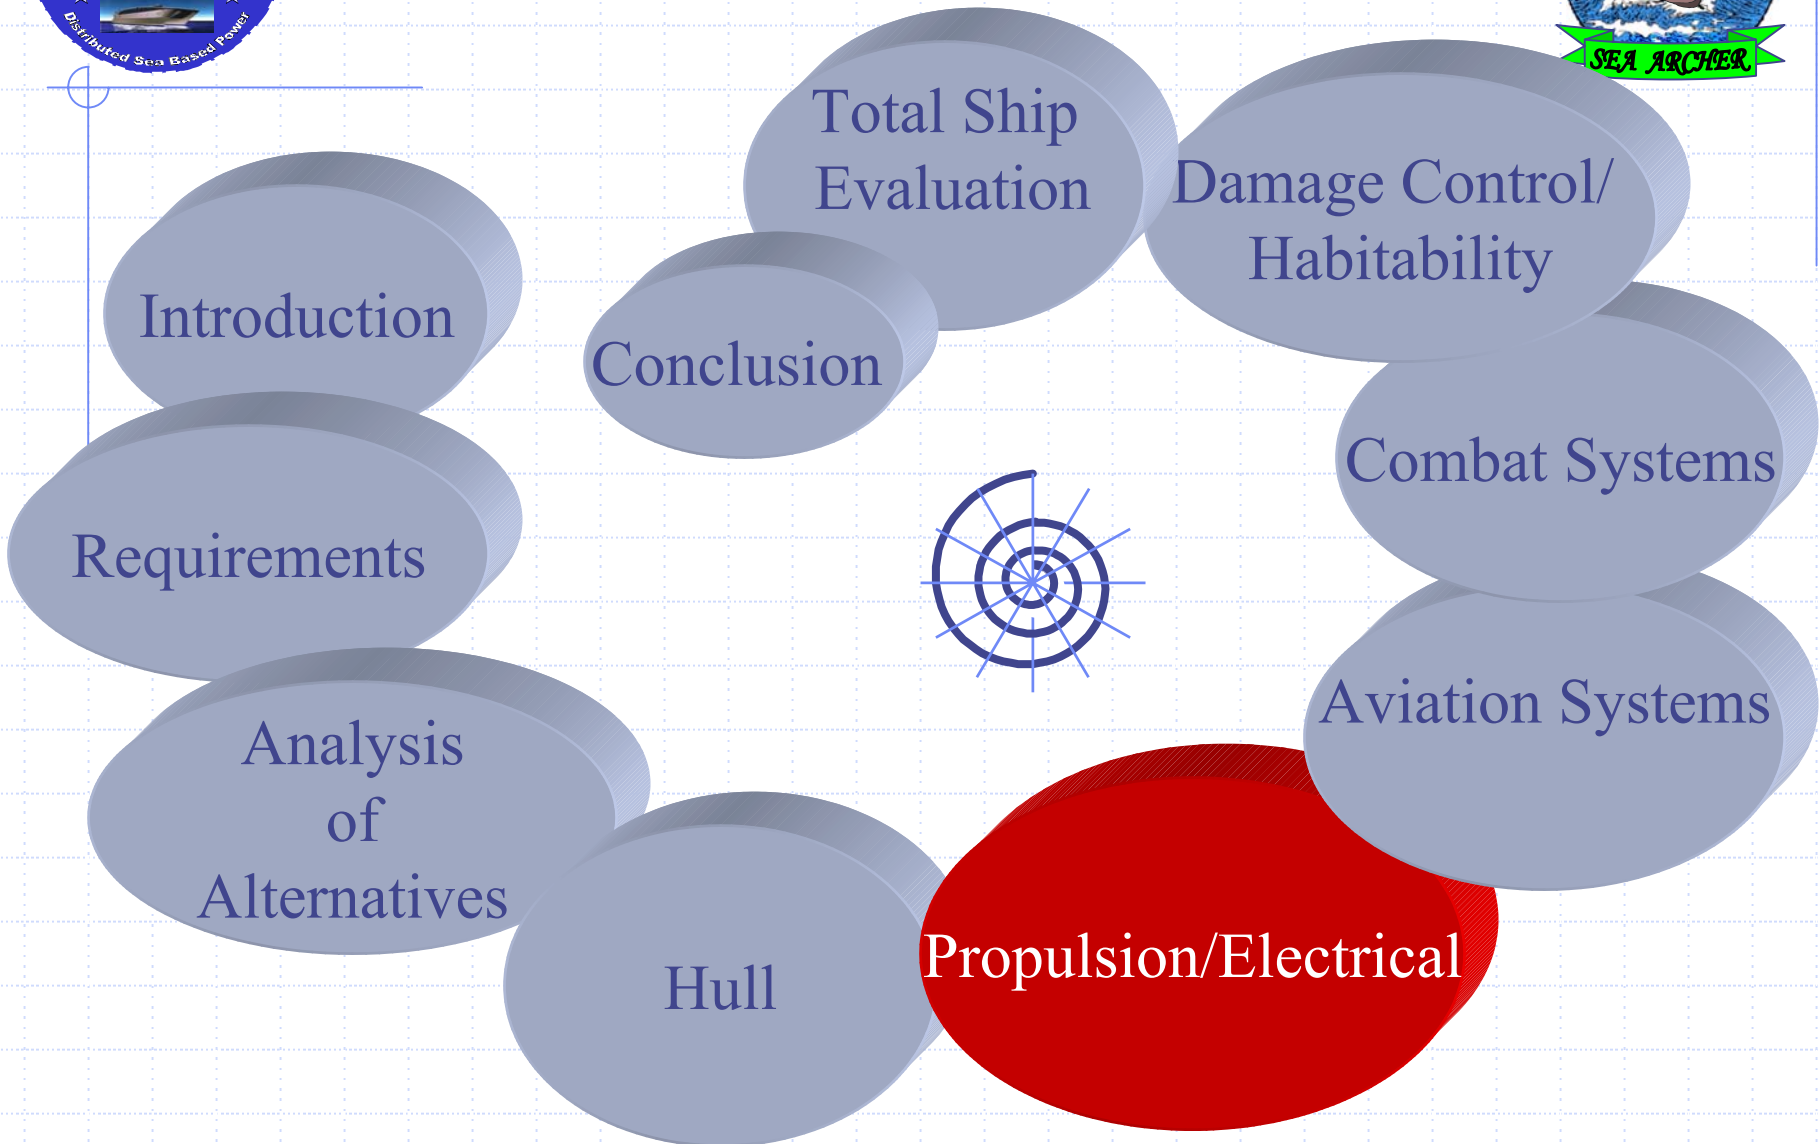 Distributed Sea Based Power
SEA ARCHER
Introduction
Requirements
Analysis
of
Alternatives
Hull
Propulsion/Electrical
Aviation Systems
Combat Systems
Damage Control/
Habitability
Total Ship
Evaluation
Conclusion